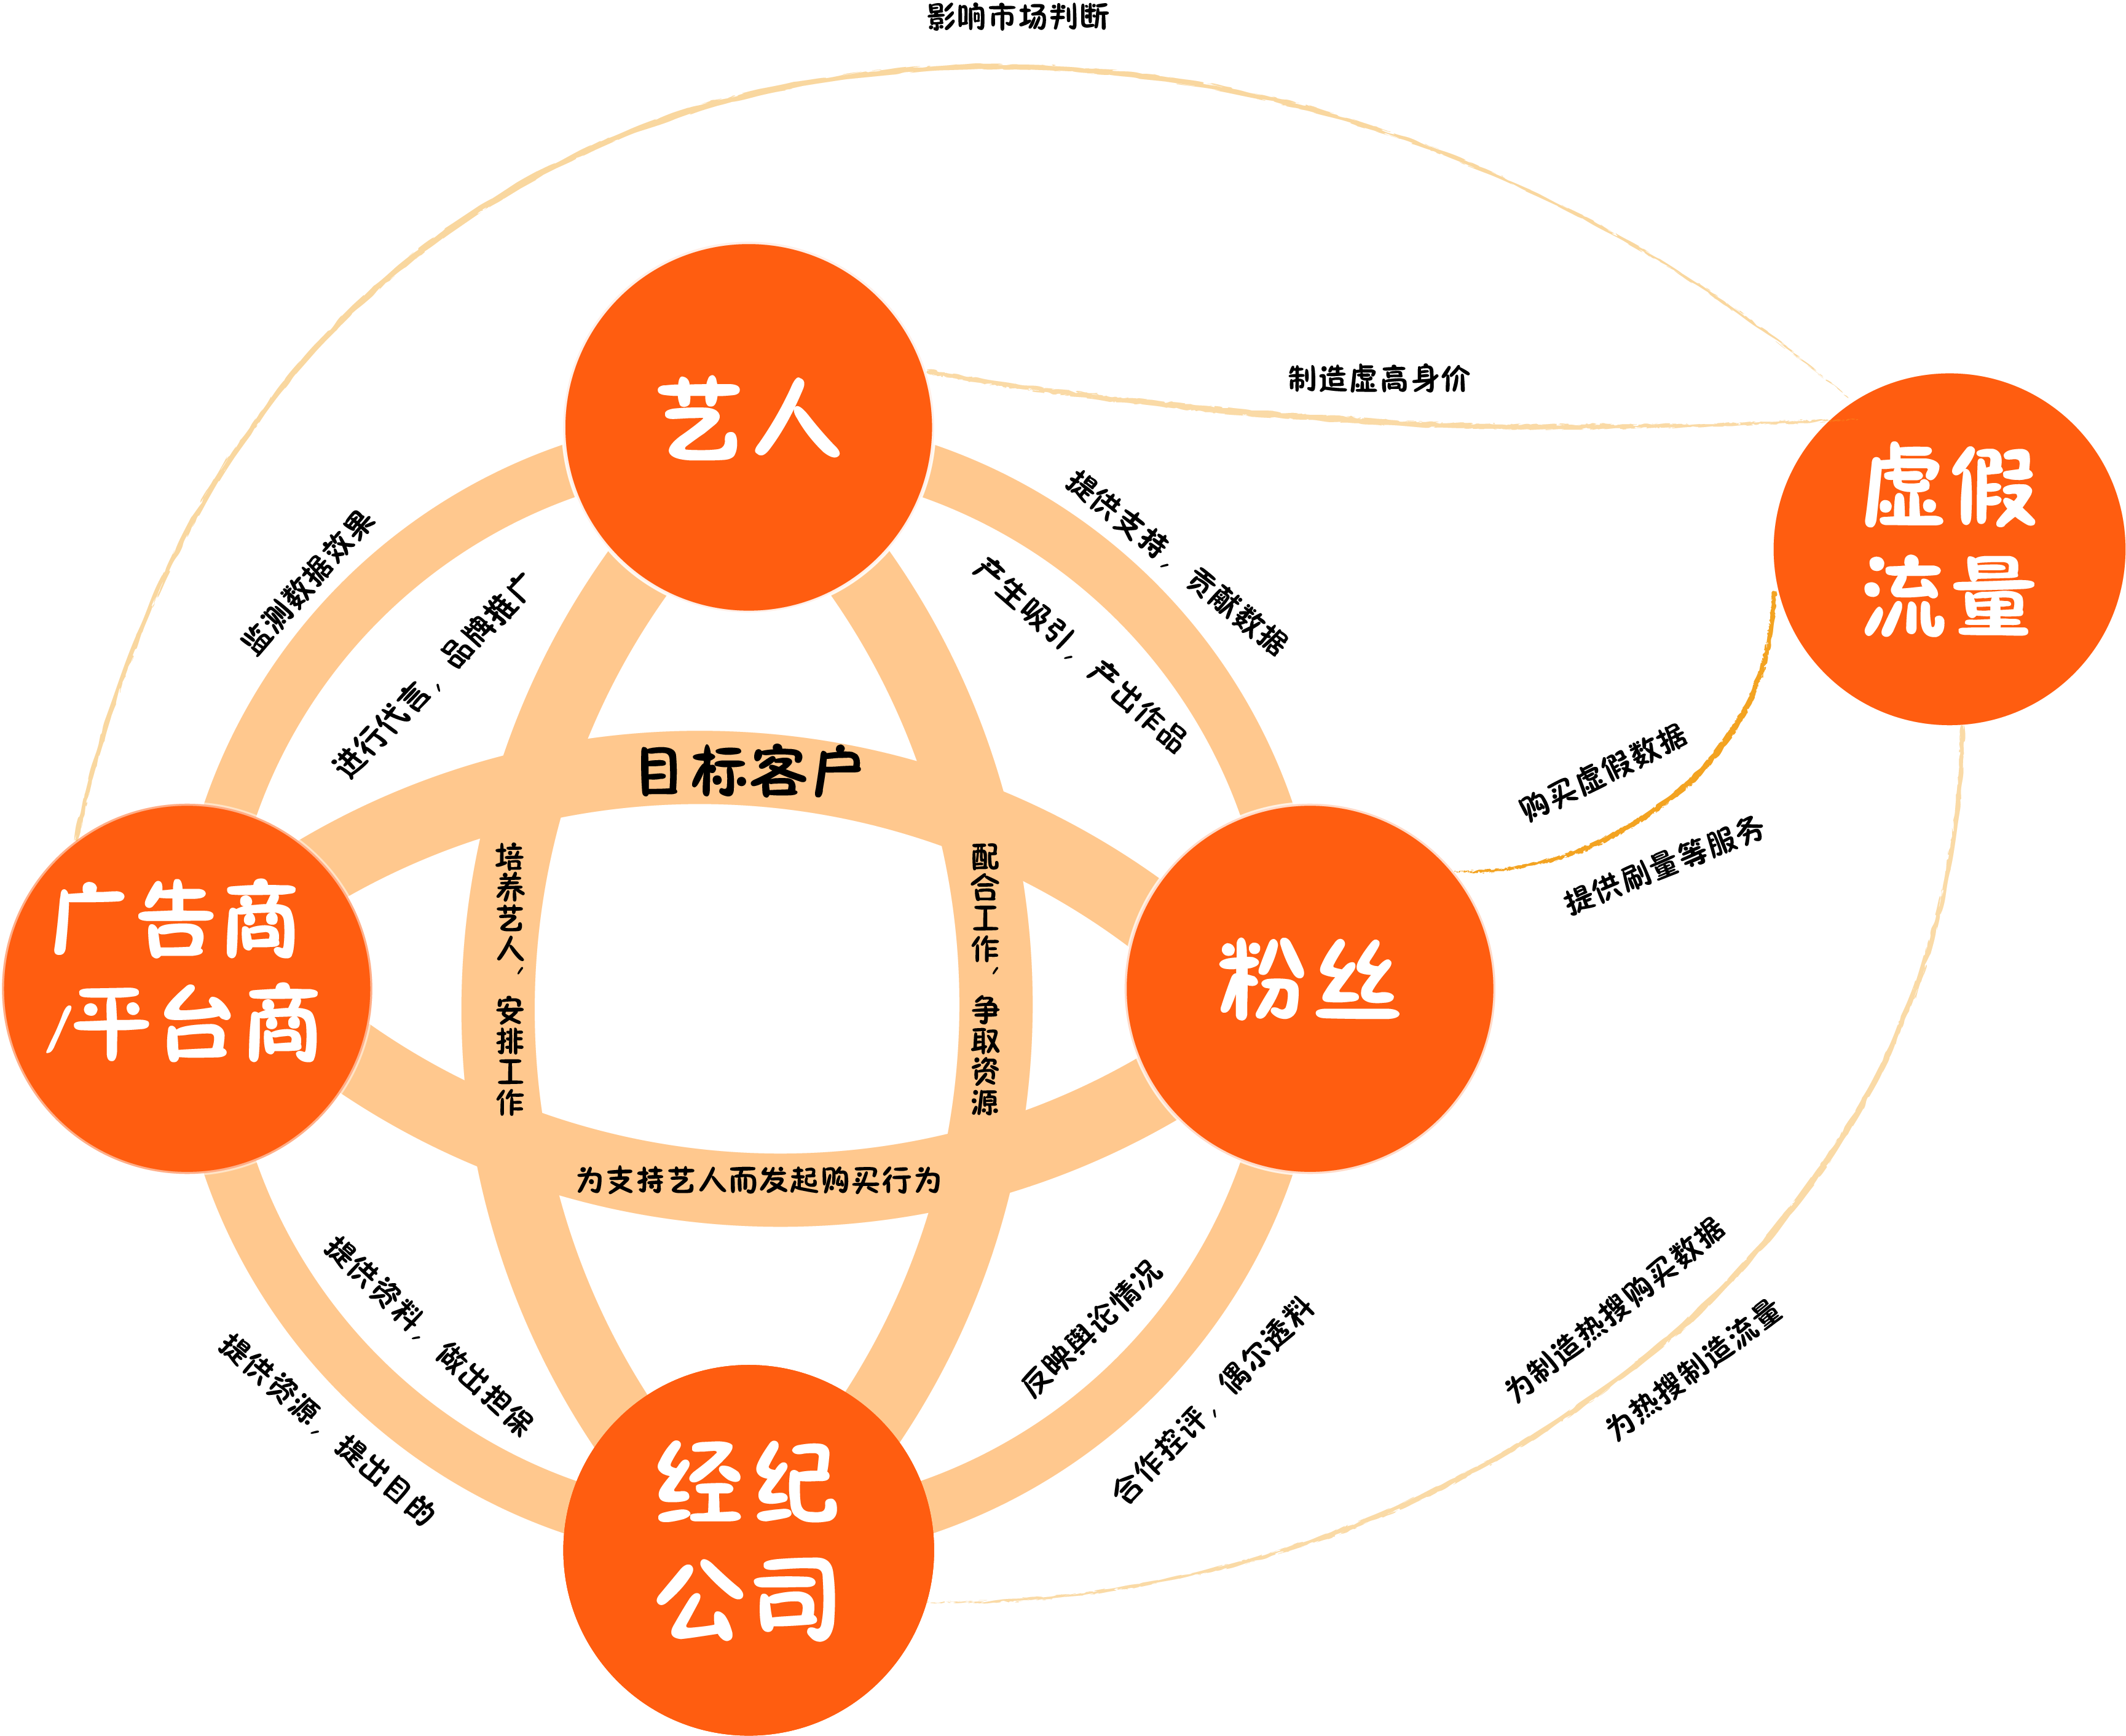 影响市场判断
制造虚高身价
艺人
虚假
流量
监测数据效果
进行代言，品牌推广
提供支持，贡献数据
产生吸引，产出作品
目标客户
购买虚假数据
提供刷量等服务
广告商
平台商
培养艺人，安排工作
配合工作，争取资源
粉丝
为支持艺人而发起购买行为
提供资料，做出担保
提供资源，提出目的
反映舆论情况
合作控评，偶尔透料
为制造热搜购买数据
为热搜制造流量
经纪
公司